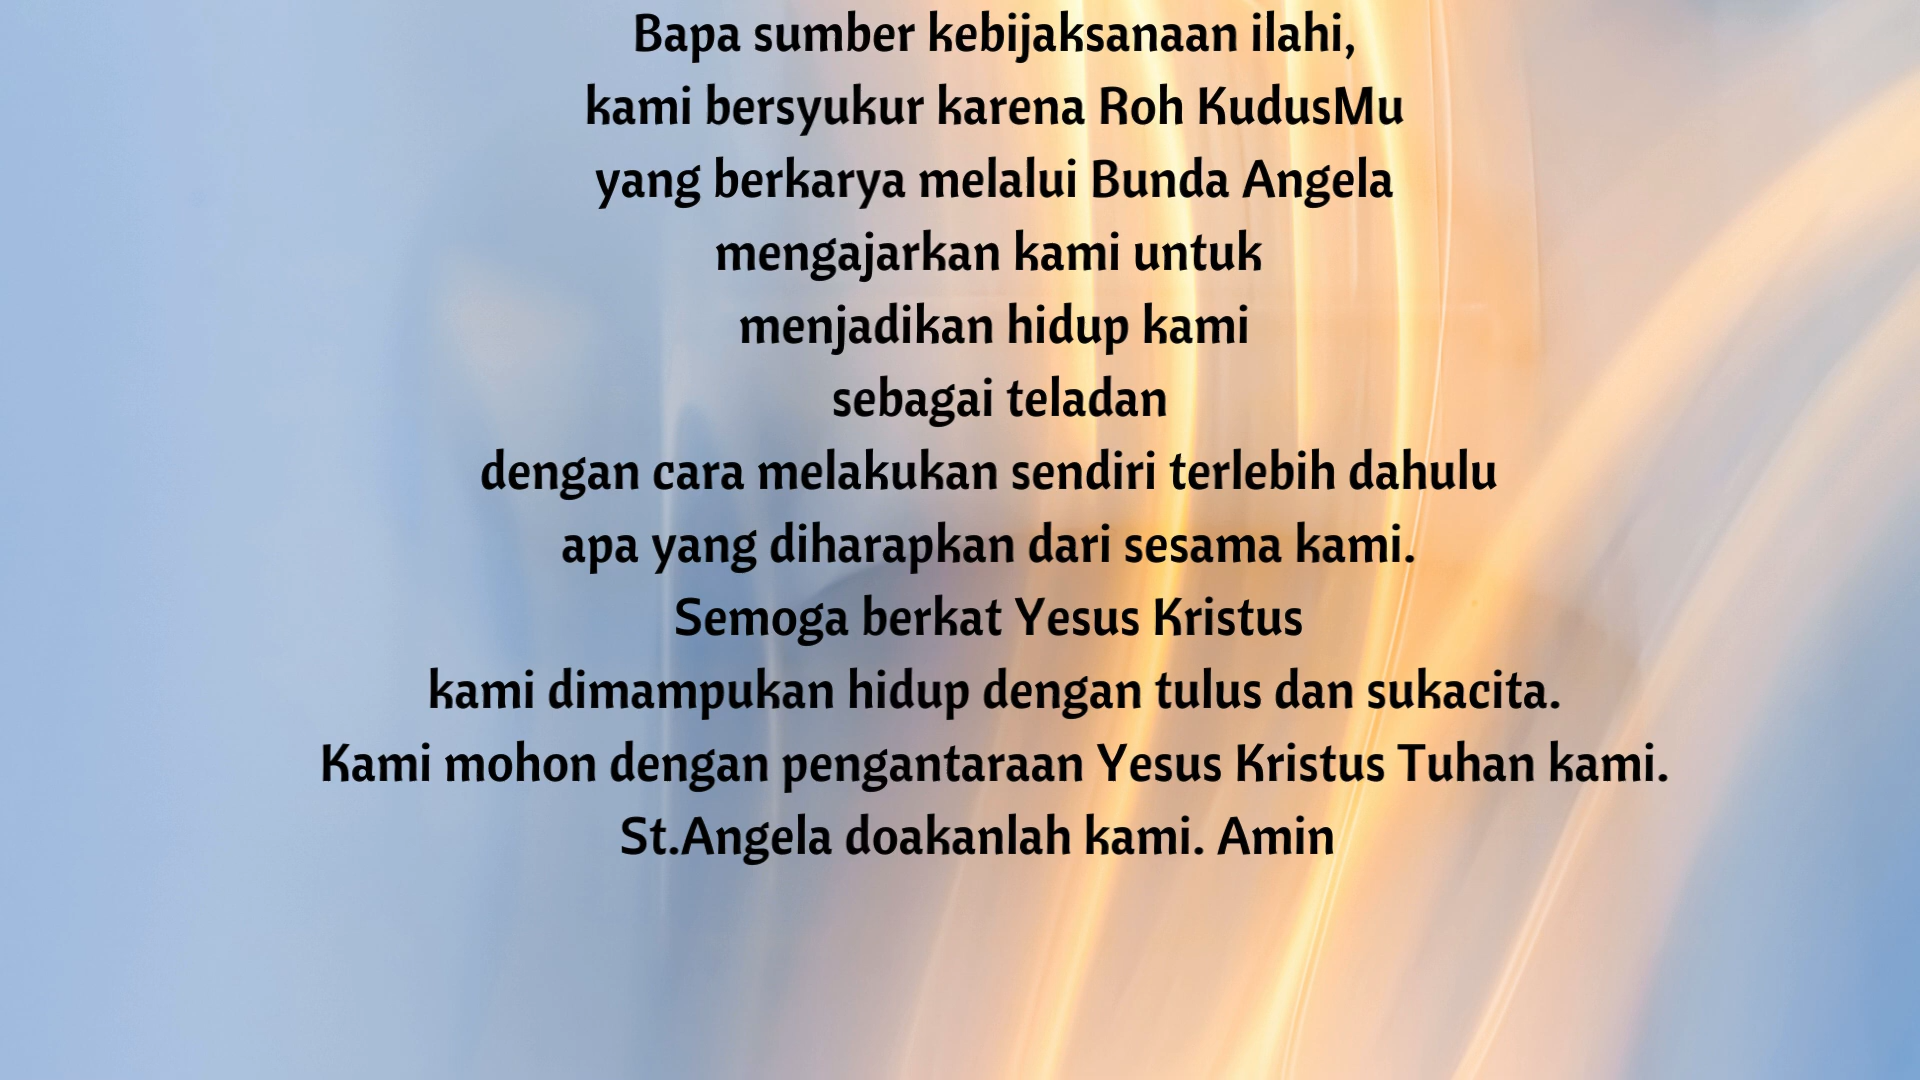 Bapa sumber kebijaksanaan ilahi,
kami bersyukur karena Roh KudusMu
yang berkarya melalui Bunda Angela
mengajarkan kami untuk
menjadikan hidup kami
sebagai teladan
dengan cara melakukan sendiri terlebih dahulu
apa yang diharapkan dari sesama kami.
Semoga berkat Yesus Kristus
kami dimampukan hidup dengan tulus dan sukacita.
Kami mohon dengan pengantaraan Yesus Kristus Tuhan kami.
St.Angela doakanlah kami. Amin